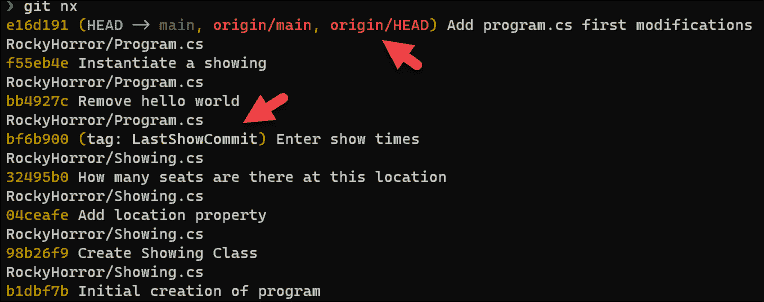 ❯ git nx
e16d191 (HEAD -> main, origin/main, origin/HEAD) Add program.cs first modifications
RockyHorror/Program.cs
f55eb4e Instantiate a showing
RockyHorror/Program.cs
bb4927c Remove hello world
RockyHorror/Program.cs
bf6b900 (tag: LastShowCommit) Enter show times
RockyHorror/Showing.cs
32495b0 How many seats are there at this location
RockyHorror/Showing.cs
04ceafe Add location property
RockyHorror/Showing.cs
98b26f9 Create Showing Class
RockyHorror/Showing.cs
b1dbf7b Initial creation of program